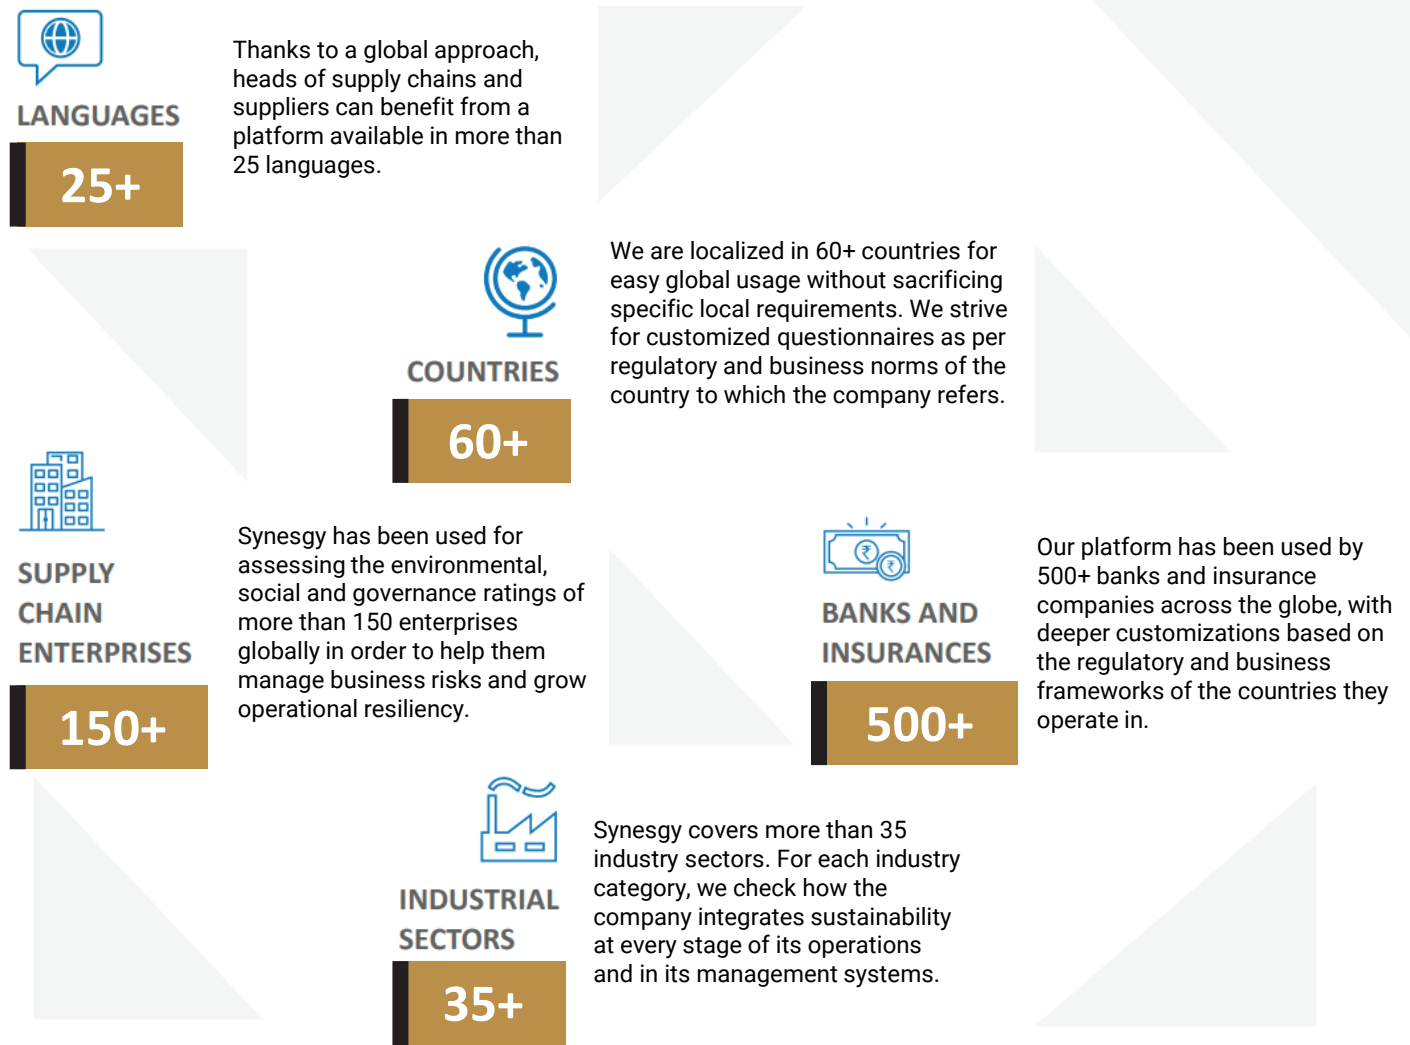 LANGUAGES
25+
Thanks to a global approach,
heads of supply chains and
suppliers can benefit from a
platform available in more than
25 languages.
COUNTRIES
60+
We are localized in 60+ countries for
easy global usage without sacrificing
specific local requirements. We strive
for customized questionnaires as per
regulatory and business norms of the
country to which the company refers.
SUPPLY
CHAIN
ENTERPRISES
150+
Synesgy has been used for
assessing the environmental,
social and governance ratings of
more than 150 enterprises
globally in order to help them
manage business risks and grow
operational resiliency.
₹
₹
BANKS AND
INSURANCES
500+
Our platform has been used by
500+ banks and insurance
companies across the globe, with
deeper customizations based on
the regulatory and business
frameworks of the countries they
operate in.
INDUSTRIAL
SECTORS
35+
Synesgy covers more than 35
industry sectors. For each industry
category, we check how the
company integrates sustainability
at every stage of its operations
and in its management systems.